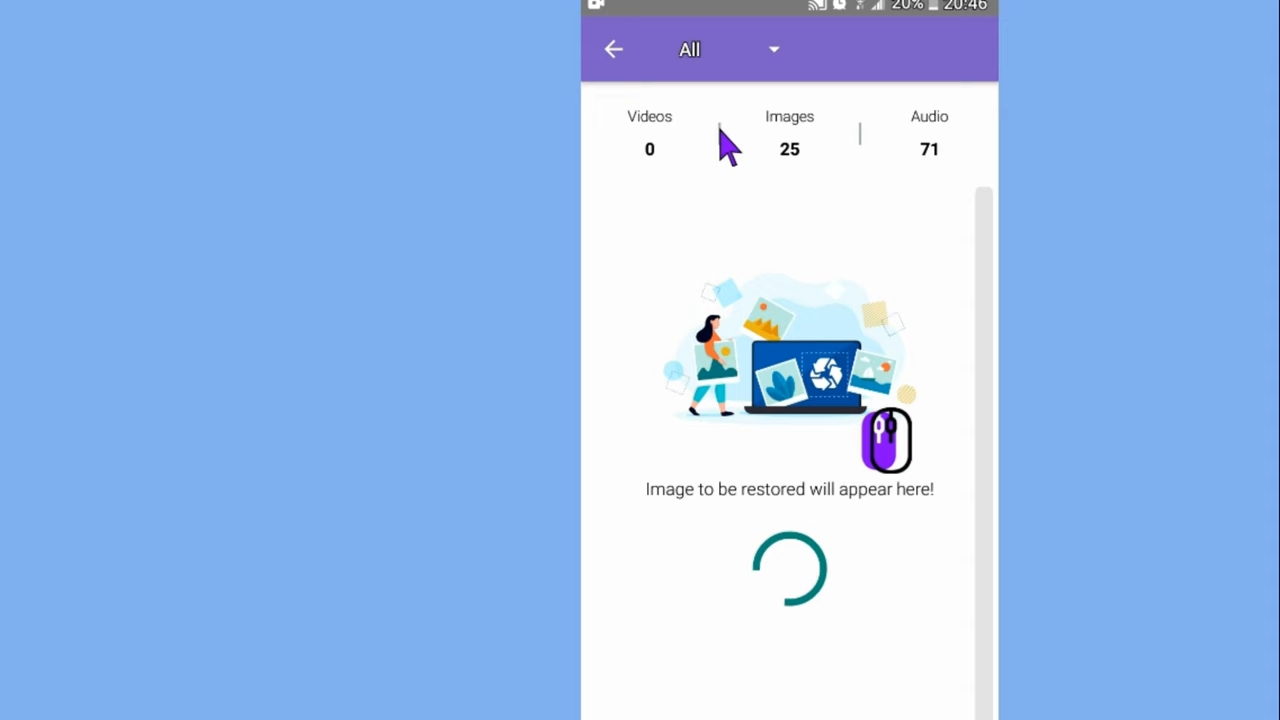 20% 20:46
All
Videos Images Audio
0 25 71
Image to be restored will appear here!